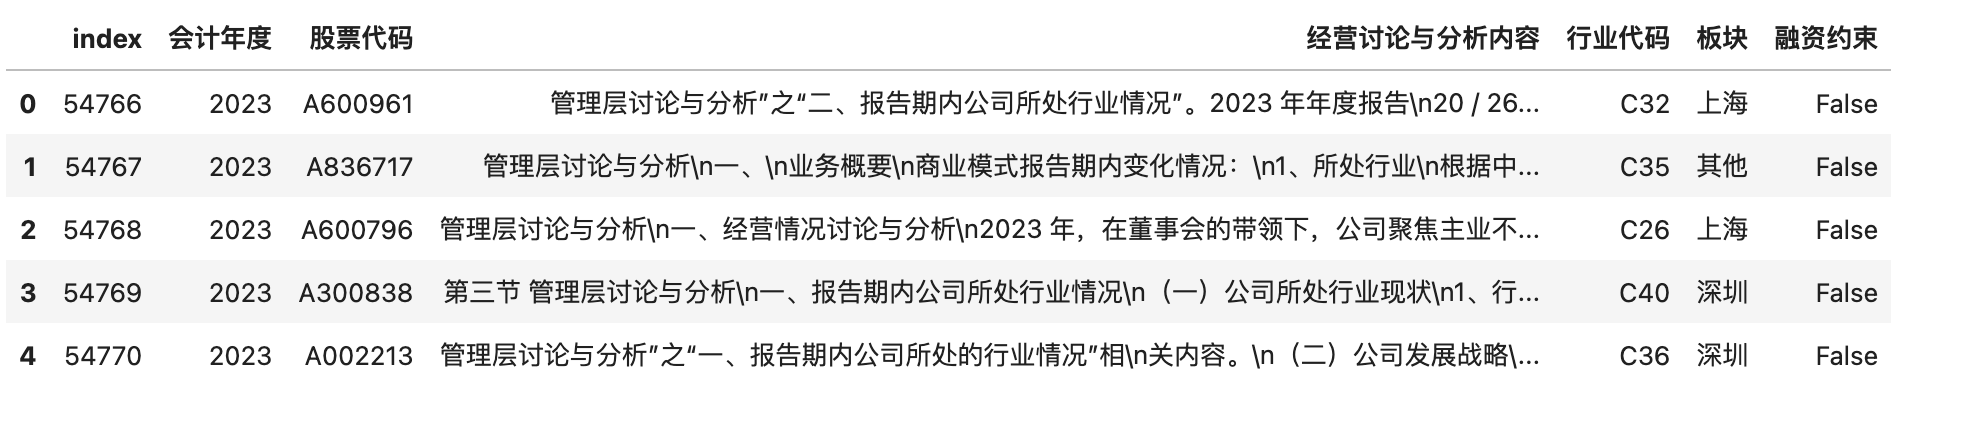 index 会计年度 股票代码 经营讨论与分析内容 行业代码 板块 融资约束
0 54766 2023 A600961 管理层讨论与分析”之“二、报告期内公司所处行业情况”。2023 年年度报告\n20 / 26... C32 上海 False
1 54767 2023 A836717 管理层讨论与分析\n一、\n业务概要\n商业模式报告期内变化情况：\n1、所处行业\n根据中... C35 其他 False
2 54768 2023 A600796 管理层讨论与分析\n一、经营情况讨论与分析\n2023 年，在董事会的带领下，公司聚焦主业不... C26 上海 False
3 54769 2023 A300838 第三节 管理层讨论与分析\n一、报告期内公司所处行业情况\n（一）公司所处行业现状\n1、行... C40 深圳 False
4 54770 2023 A002213 管理层讨论与分析”之“一、报告期内公司所处的行业情况”相\n关内容。\n（二）公司发展战略\... C36 深圳 False